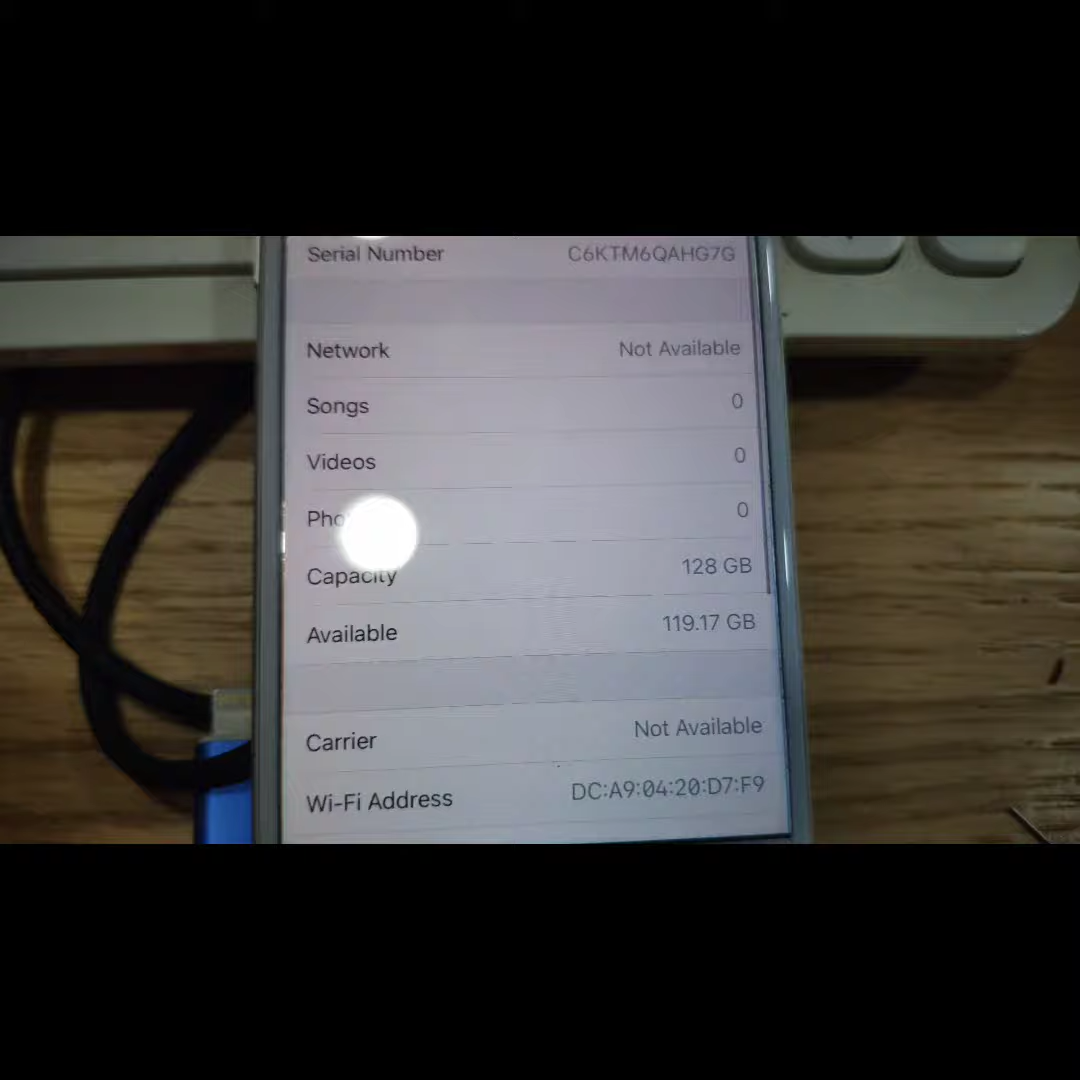 Serial Number C6KTM6QAHG7G
Network Not Available
Songs 0
Videos 0
Pho 0
Capacity 128 GB
Available 119.17 GB
Carrier Not Available
Wi-Fi Address DC:A9:04:20:D7:F9